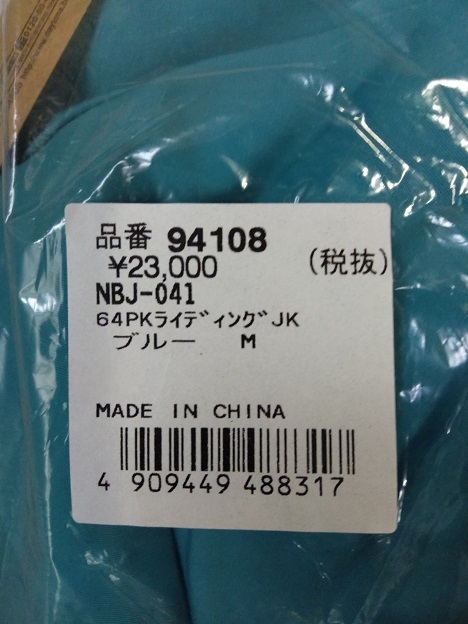 品番 94108
¥23,000 (税抜)
NBJ-041
64PKﾗｲﾃﾞｨﾝｸﾞJK
ブルー M
MADE IN CHINA
4 909449 488317